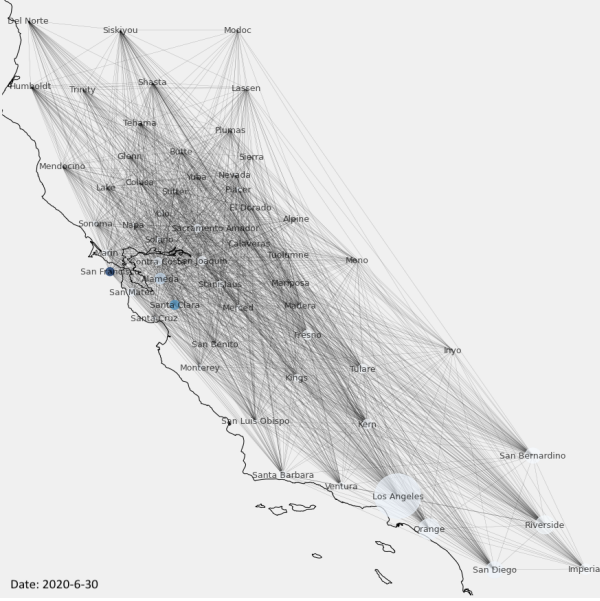 Del Norte
Siskiyou
Modoc
Humboldt
Trinity
Shasta
Lassen
Tehama
Plumas
Glenn
Butte
Sierra
Mendocino
Lake
Colusa
Yuba
Nevada
Sutter
Placer
El Dorado
Alpine
Sonoma
Napa
Yolo
Sacramento
Amador
Solano
Calaveras
Marin
Contra Costa
San Joaquin
Tuolumne
Mono
San Francisco
Alameda
Stanislaus
Mariposa
San Mateo
Santa Clara
Merced
Madera
Santa Cruz
Fresno
San Benito
Inyo
Monterey
Kings
Tulare
San Luis Obispo
Kern
San Bernardino
Santa Barbara
Ventura
Los Angeles
Orange
Riverside
San Diego
Imperia
Date: 2020-6-30